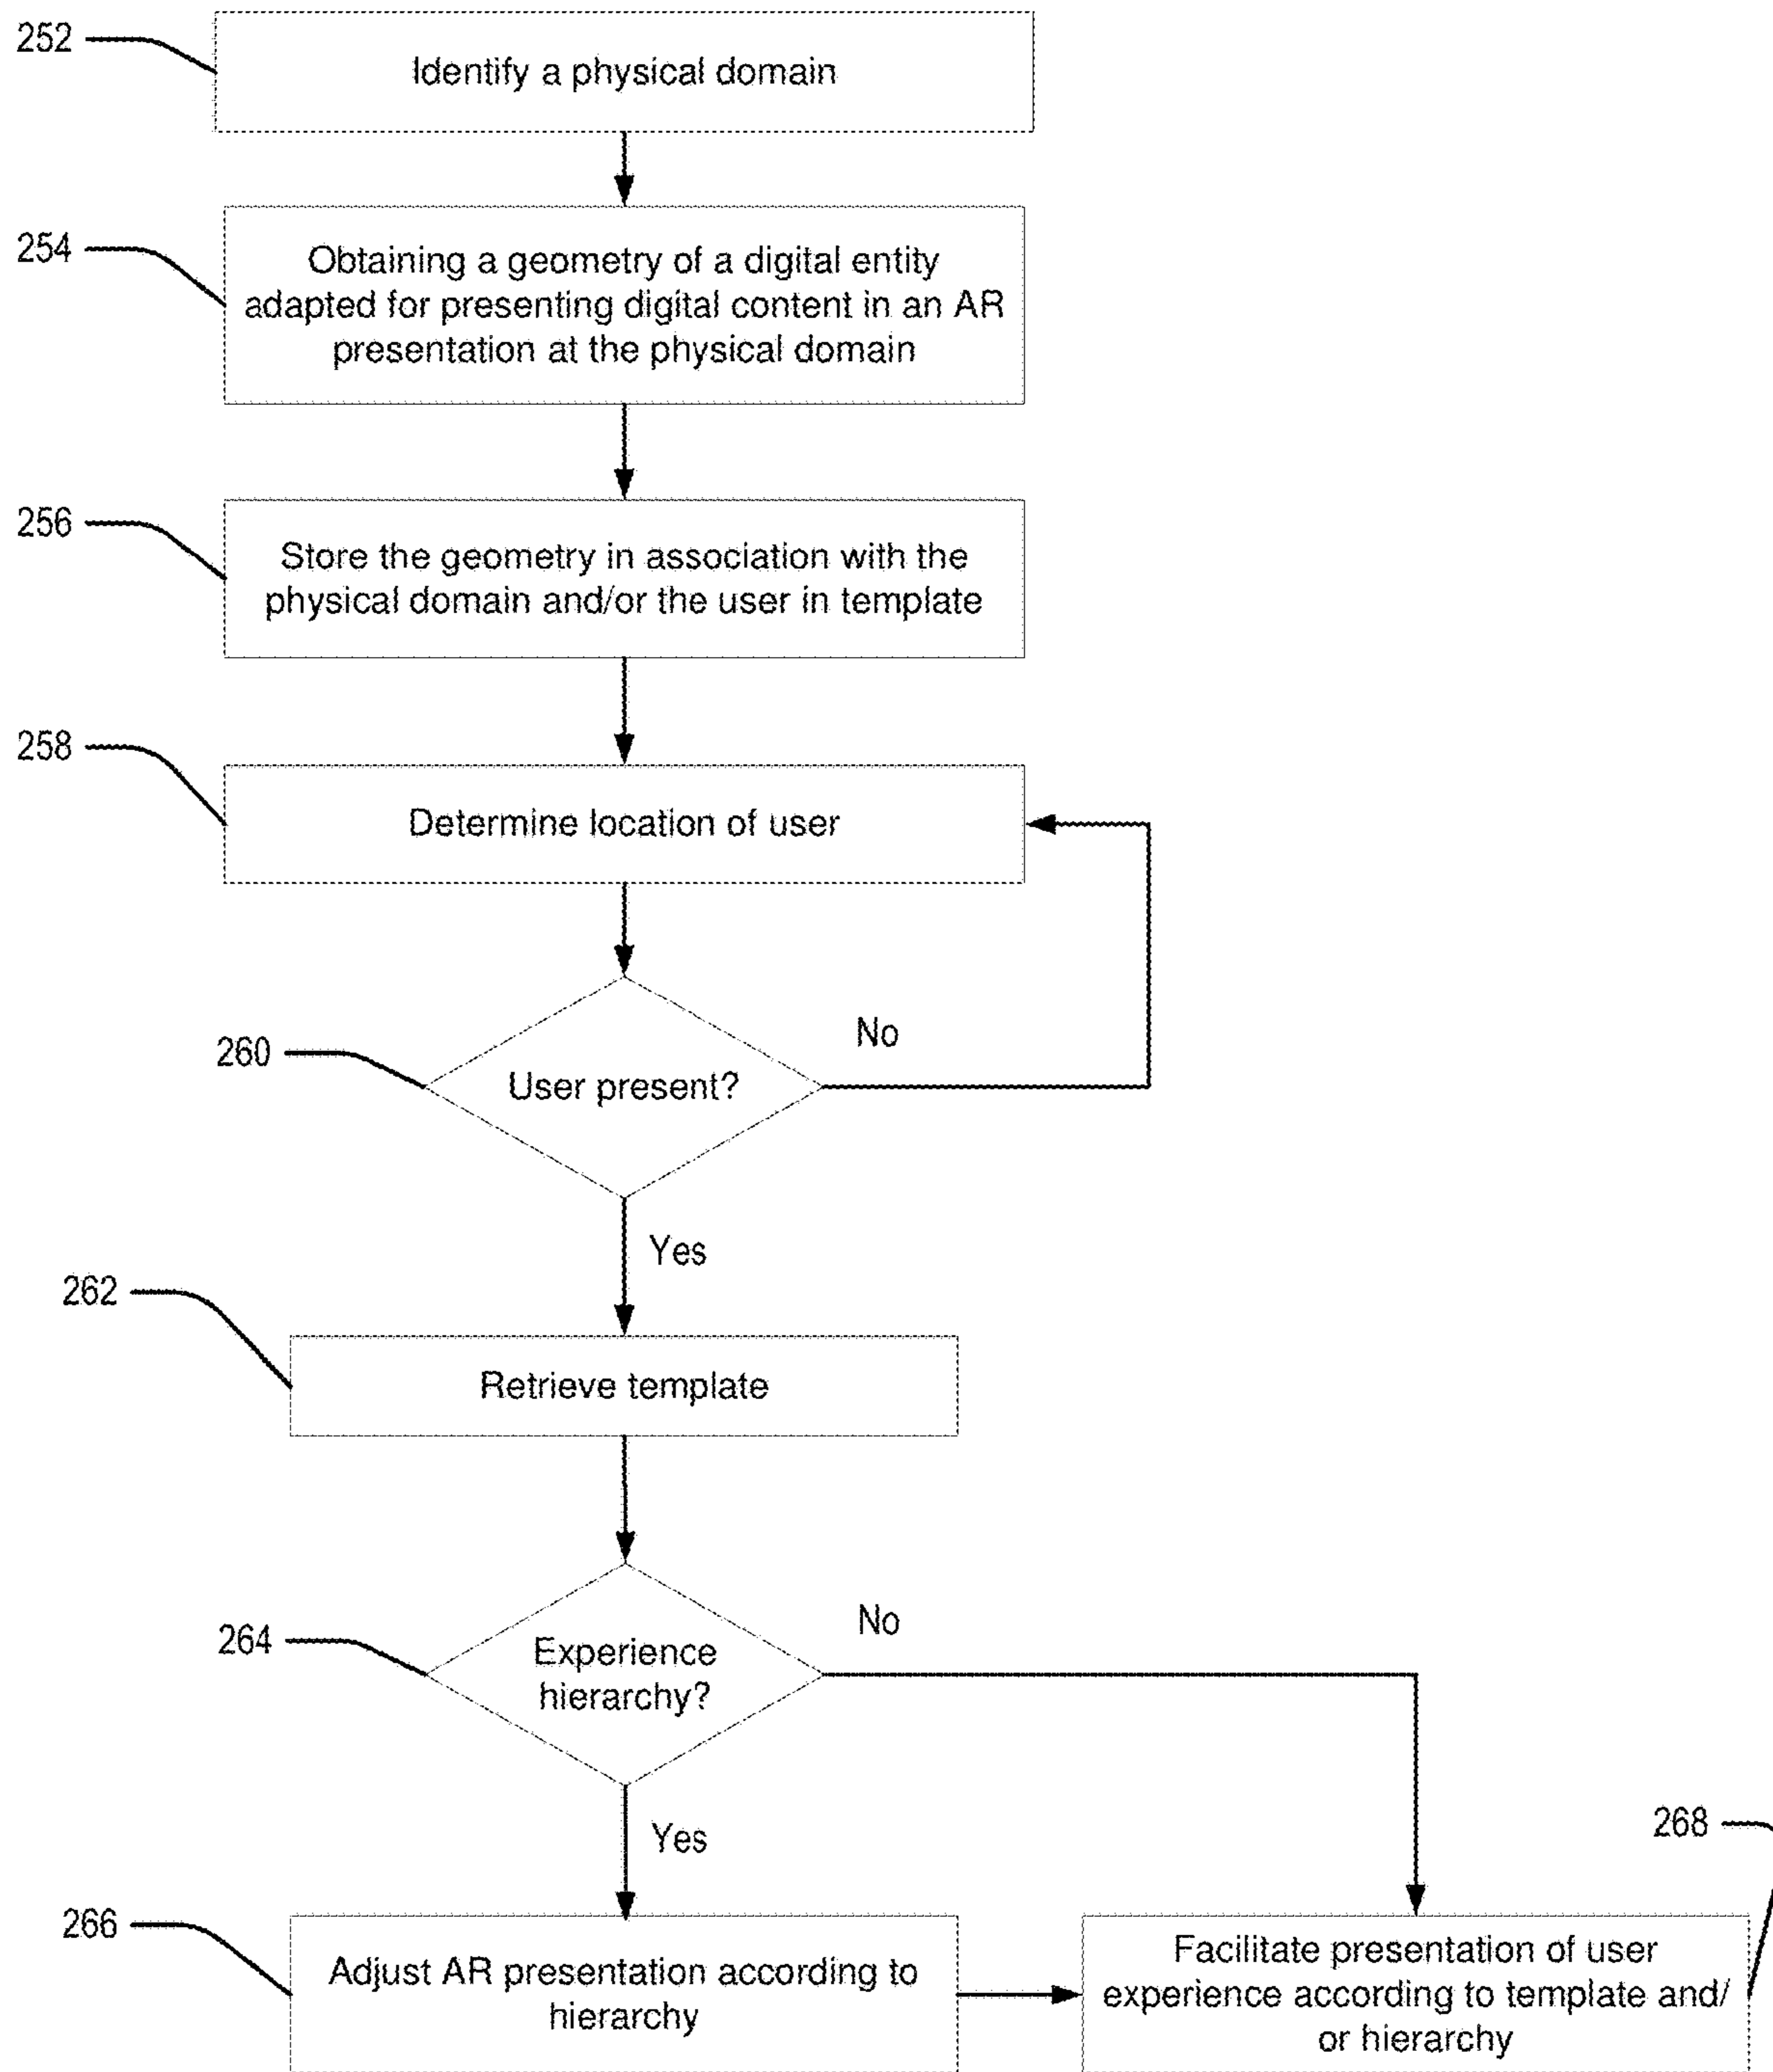 252
Identify a physical domain
254
Obtaining a geometry of a digital entity
adapted for presenting digital content in an AR
presentation at the physical domain
256
Store the geometry in association with the
physical domain and/or the user in template
258
Determine location of user
No
260
User present?
Yes
262
Retrieve template
No
264
Experience
hierarchy?
Yes
268
266
Adjust AR presentation according to
hierarchy
Facilitate presentation of user
experience according to template and/
or hierarchy